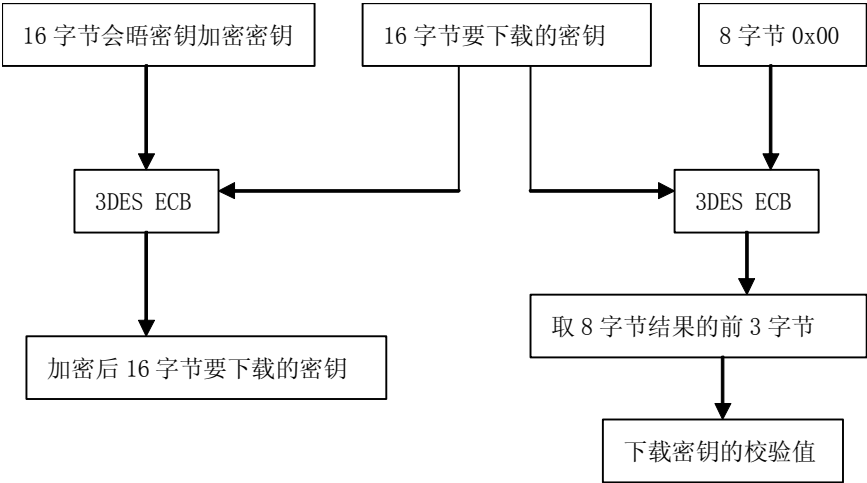 16 字节会晤密钥加密密钥
16 字节要下载的密钥
8 字节 0x00
3DES ECB
3DES ECB
取 8 字节结果的前 3 字节
加密后 16 字节要下载的密钥
下载密钥的校验值